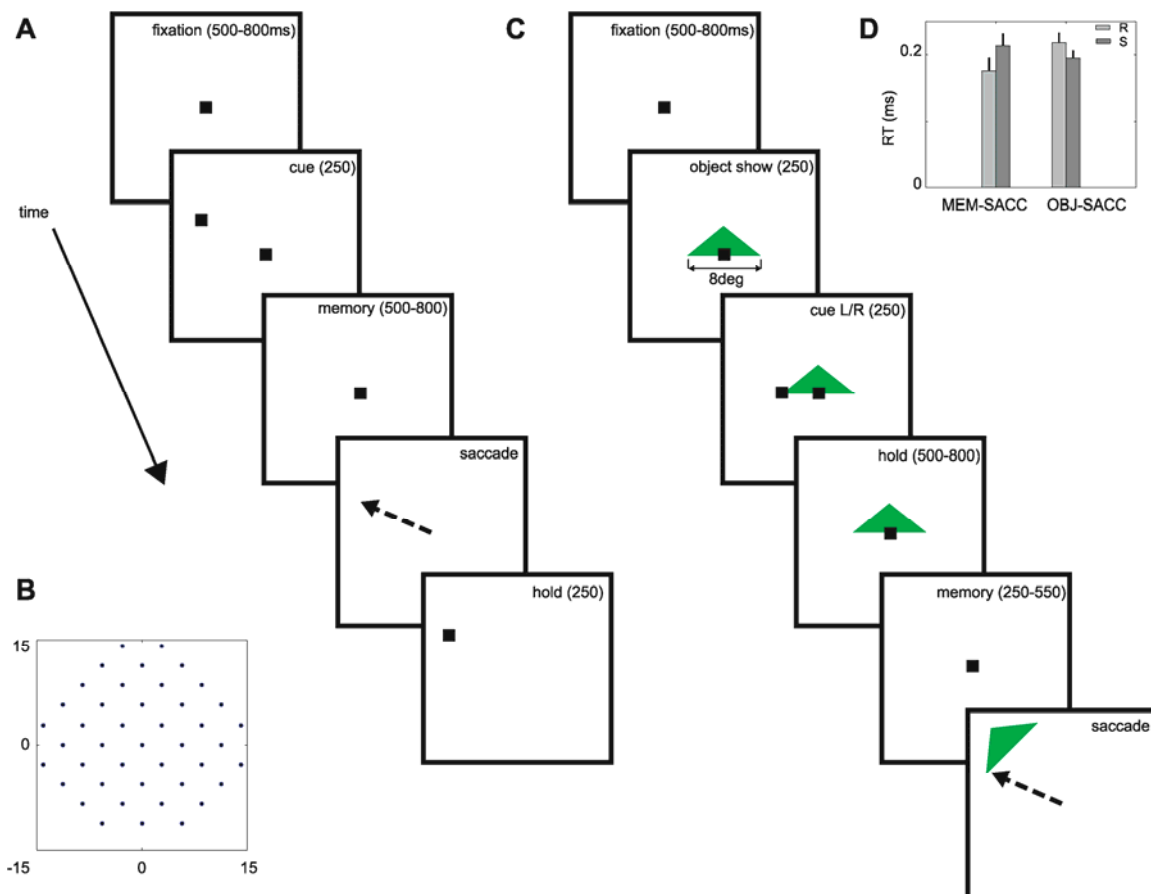 A
fixation (500-800ms)
cue (250)
time
memory (500-800)
saccade
hold (250)
B
15
0
-15
0
15
C
fixation (500-800ms)
object show (250)
8deg
cue L/R (250)
hold (500-800)
memory (250-550)
saccade
D
R
S
0.2
RT (ms)
0
MEM-SACC OBJ-SACC